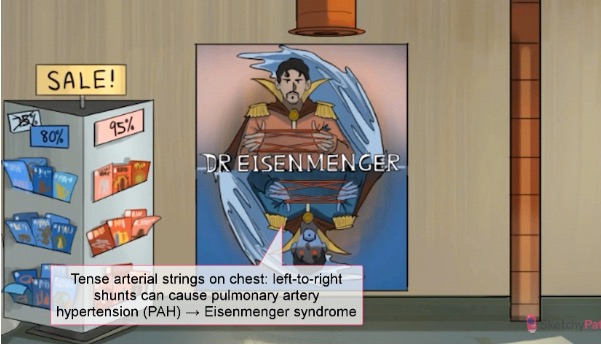 SALE!
25%
80%
95%
DR EISENMENGER
Tense arterial strings on chest: left-to-right
shunts can cause pulmonary artery
hypertension (PAH) → Eisenmenger syndrome
SketchyPat